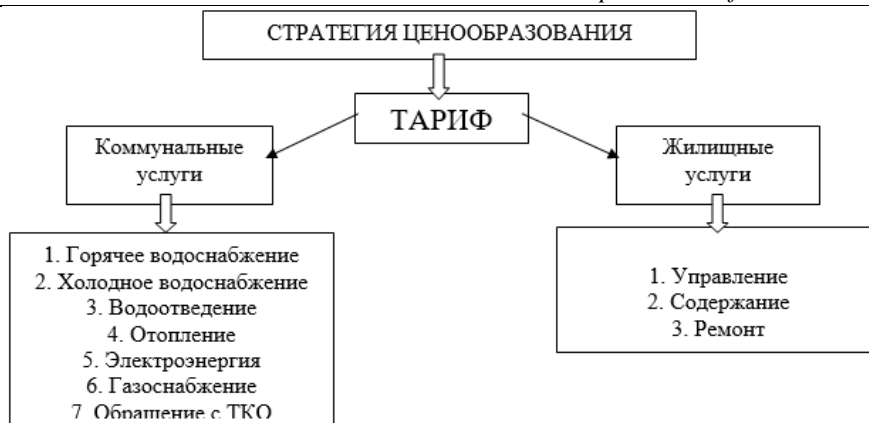 СТРАТЕГИЯ ЦЕНООБРАЗОВАНИЯ
ТАРИФ
Коммунальные
услуги
Жилищные
услуги
1. Горячее водоснабжение
2. Холодное водоснабжение
3. Водоотведение
4. Отопление
5. Электроэнергия
6. Газоснабжение
7. Обращение с ТКО
1. Управление
2. Содержание
3. Ремонт